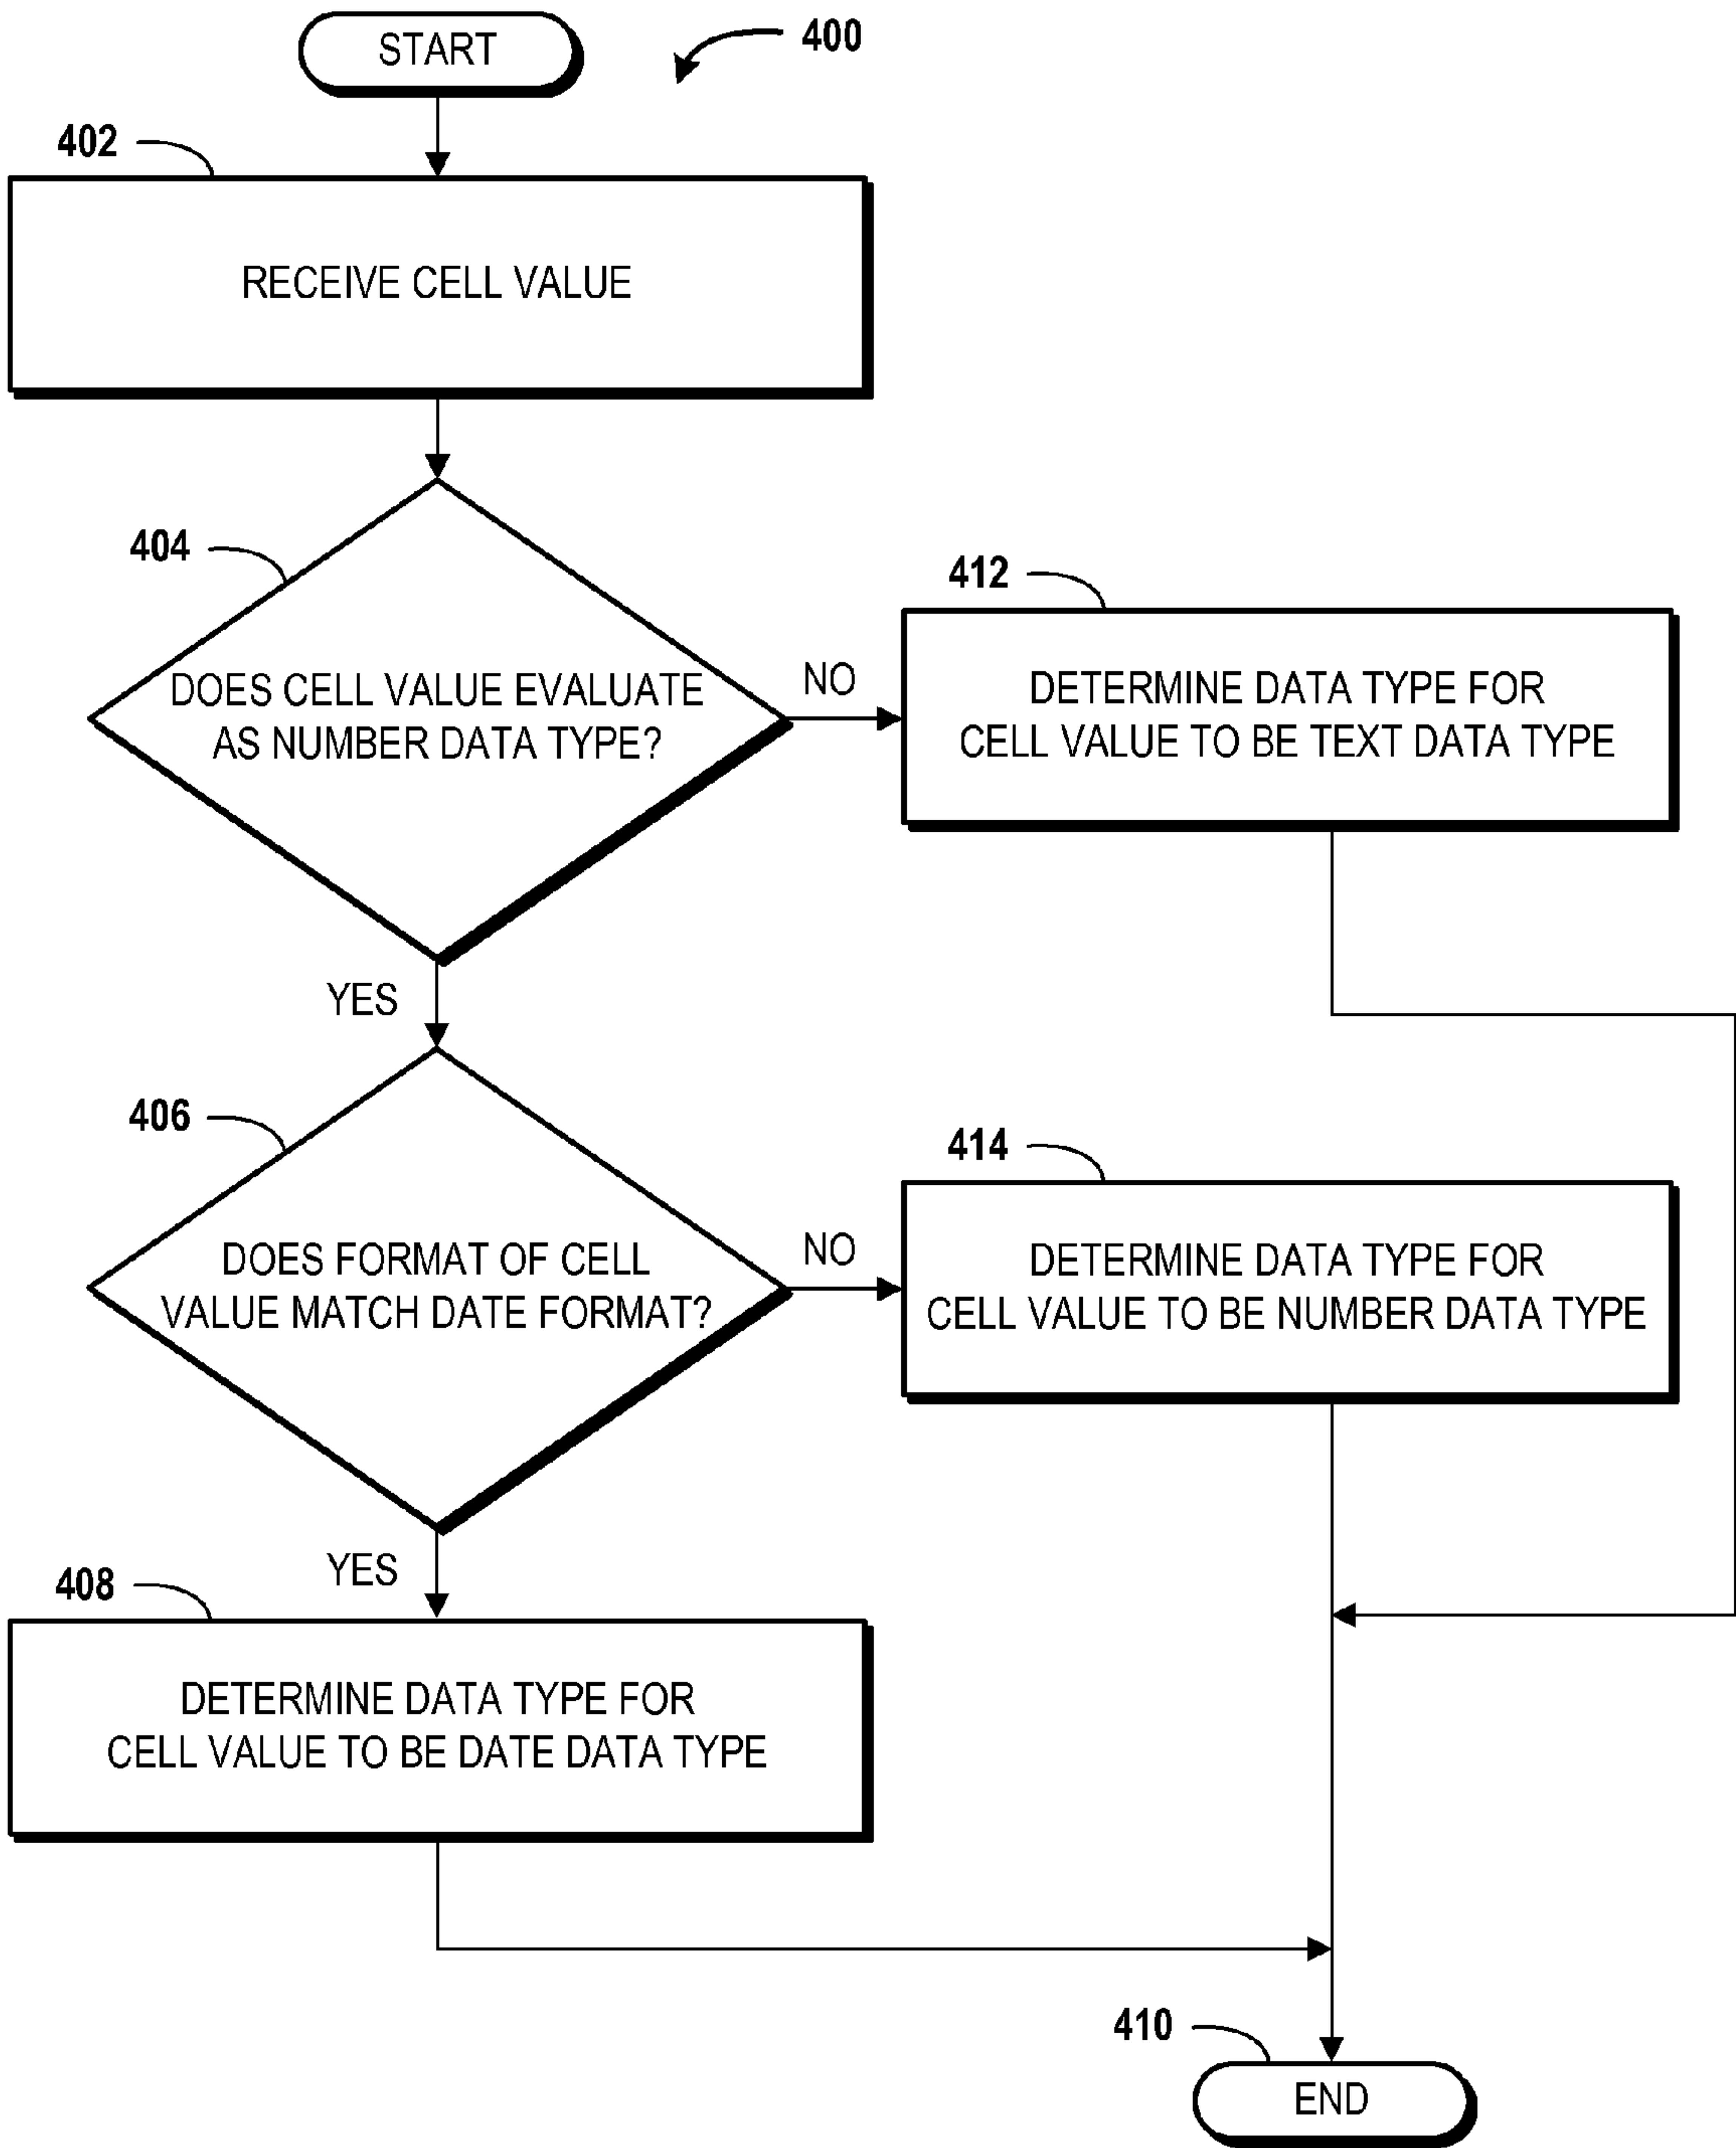 START
400
402
RECEIVE CELL VALUE
404
DOES CELL VALUE EVALUATE
AS NUMBER DATA TYPE?
NO
412
DETERMINE DATA TYPE FOR
CELL VALUE TO BE TEXT DATA TYPE
YES
406
DOES FORMAT OF CELL
VALUE MATCH DATE FORMAT?
NO
414
DETERMINE DATA TYPE FOR
CELL VALUE TO BE NUMBER DATA TYPE
YES
408
DETERMINE DATA TYPE FOR
CELL VALUE TO BE DATE DATA TYPE
410
END